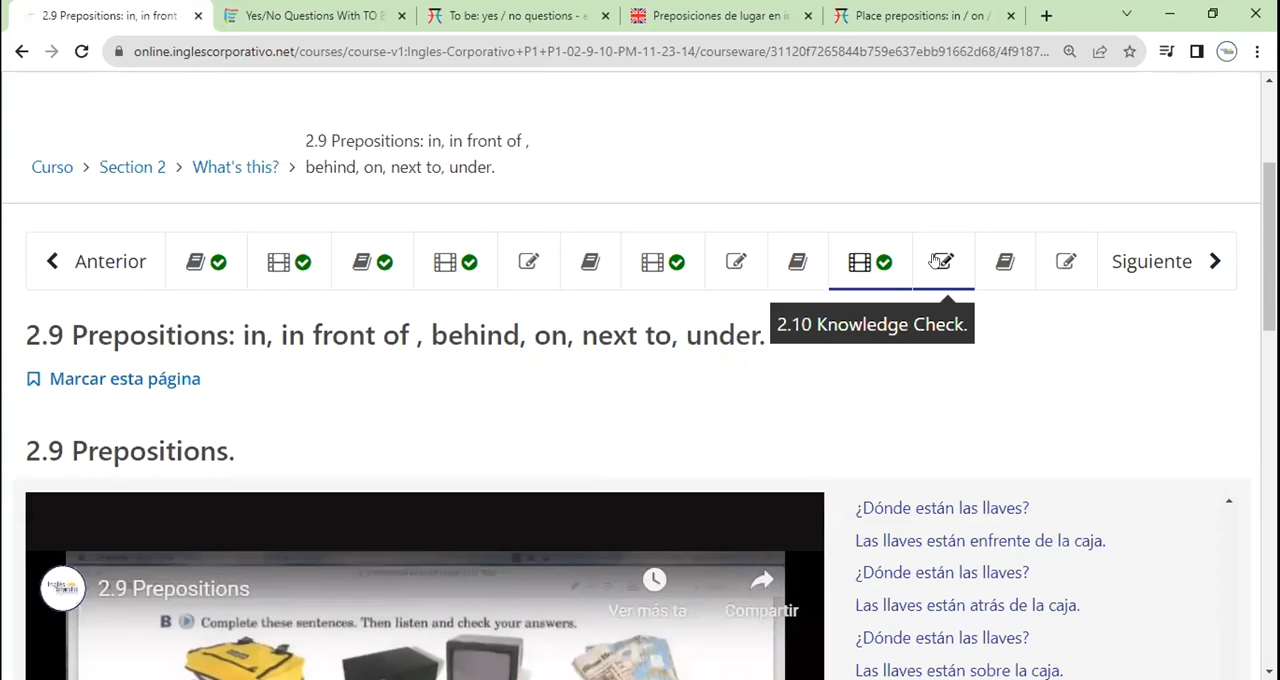 2.9 Prepositions: in, in front
Yes/No Questions With TO B
To be: yes / no questions - e
Preposiciones de lugar en in
Place prepositions: in / on /
online.inglescorporativo.net/courses/course-v1:Ingles-Corporativo+P1+P1-02-9-10-PM-11-23-14/courseware/31120f7265844b759e637ebb91662d68/4f9187...
2.9 Prepositions: in, in front of ,
Curso > Section 2 > What's this? > behind, on, next to, under.
Anterior
Siguiente
2.10 Knowledge Check.
2.9 Prepositions: in, in front of , behind, on, next to, under.
Marcar esta página
2.9 Prepositions.
2.9 Prepositions
Ver más ta...
Compartir
B Complete these sentences. Then listen and check your answers.
¿Dónde están las llaves?
Las llaves están enfrente de la caja.
¿Dónde están las llaves?
Las llaves están atrás de la caja.
¿Dónde están las llaves?
Las llaves están sobre la caja.